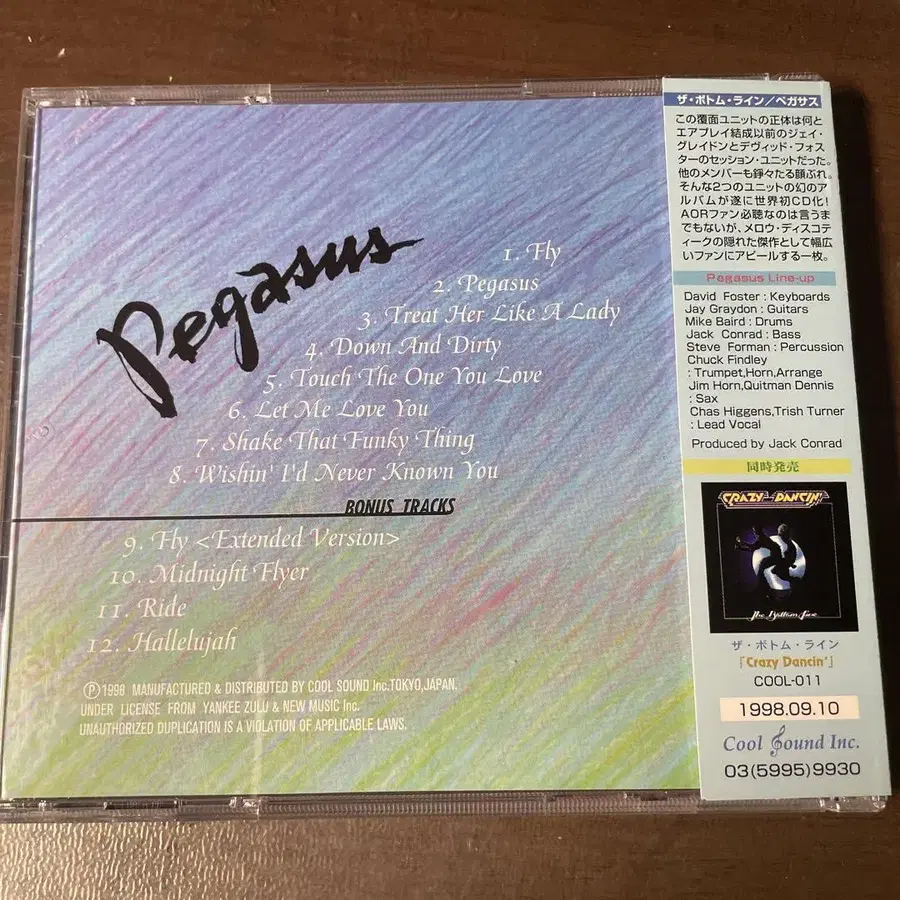 Pegasus
1. Fly
2. Pegasus
3. Treat Her Like A Lady
4. Down And Dirty
5. Touch The One You Love
6. Let Me Love You
7. Shake That Funky Thing
8. Wishin' I'd Never Known You
BONUS TRACKS
9. Fly <Extended Version>
10. Midnight Flyer
11. Ride
12. Hallelujah
Ⓟ1998 MANUFACTURED & DISTRIBUTED BY COOL SOUND Inc.TOKYO,JAPAN.
UNDER LICENSE FROM YANKEE ZULU & NEW MUSIC Inc.
UNAUTHORIZED DUPLICATION IS A VIOLATION OF APPLICABLE LAWS.
ザ・ボトム・ライン/ペガサス
この覆面ユニットの正体は何と
エアプレイ結成以前のジェイ・
グレイドンとデヴィッド・フォス
ターのセッション・ユニットだった。
他のメンバーも錚々たる顔ぶれ。
そんな2つのユニットの幻のア
ルバムが遂に世界初CD化!
AORファン必聴なのは言うま
でもないが、メロウ・ディスコテ
ィークの隠れた傑作として幅広
いファンにアピールする一枚。
Pegasus Line-up
David Foster : Keyboards
Jay Graydon : Guitars
Mike Baird : Drums
Jack Conrad : Bass
Steve Forman : Percussion
Chuck Findley
: Trumpet,Horn,Arrange
Jim Horn,Quitman Dennis
: Sax
Chas Higgens,Trish Turner
: Lead Vocal
Produced by Jack Conrad
同時発売
CRAZY DANCIN'
The Bottom Line
ザ・ボトム・ライン
『Crazy Dancin'』
COOL-011
1998.09.10
Cool Sound Inc.
03(5995)9930